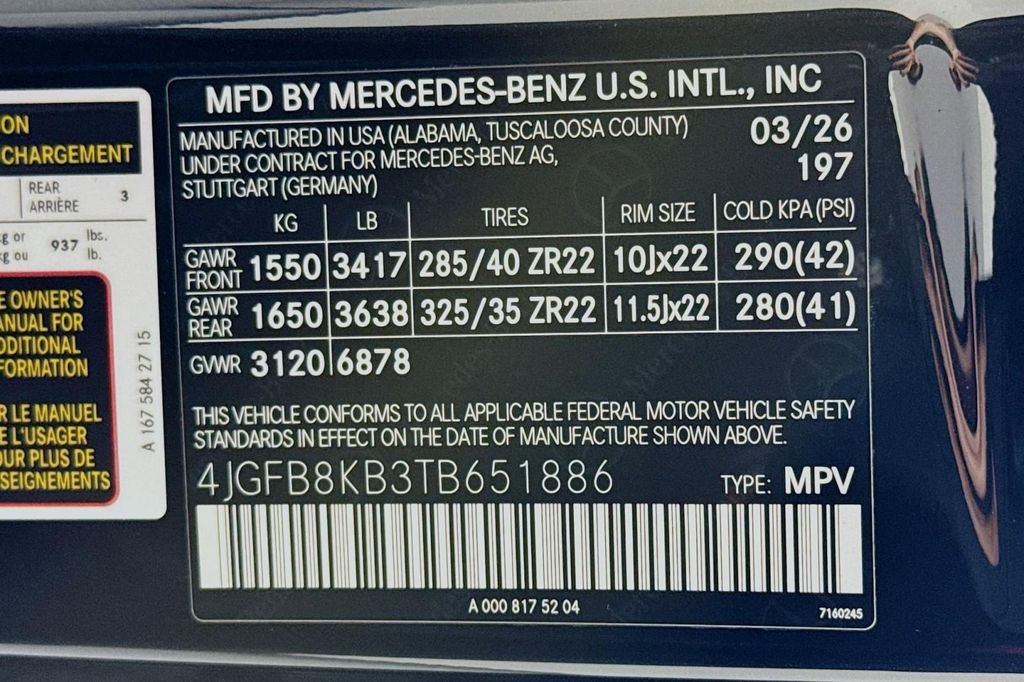 ON
CHARGEMENT
REAR
ARRIÈRE 3
kg or 937 lbs.
kg ou lb.
E OWNER'S
ANUAL FOR
DDITIONAL
FORMATION
R LE MANUEL
E L'USAGER
OUR PLUS DE
SEIGNEMENTS
A 167 584 27 15
MFD BY MERCEDES-BENZ U.S. INTL., INC
MANUFACTURED IN USA (ALABAMA, TUSCALOOSA COUNTY) 03/26
UNDER CONTRACT FOR MERCEDES-BENZ AG, 197
STUTTGART (GERMANY)
KG LB TIRES RIM SIZE COLD KPA (PSI)
GAWR FRONT 1550 3417 285/40 ZR22 10Jx22 290(42)
GAWR REAR 1650 3638 325/35 ZR22 11.5Jx22 280(41)
GVWR 3120 6878
THIS VEHICLE CONFORMS TO ALL APPLICABLE FEDERAL MOTOR VEHICLE SAFETY
STANDARDS IN EFFECT ON THE DATE OF MANUFACTURE SHOWN ABOVE.
4JGFB8KB3TB651886 TYPE: MPV
A 000 817 52 04
7160245